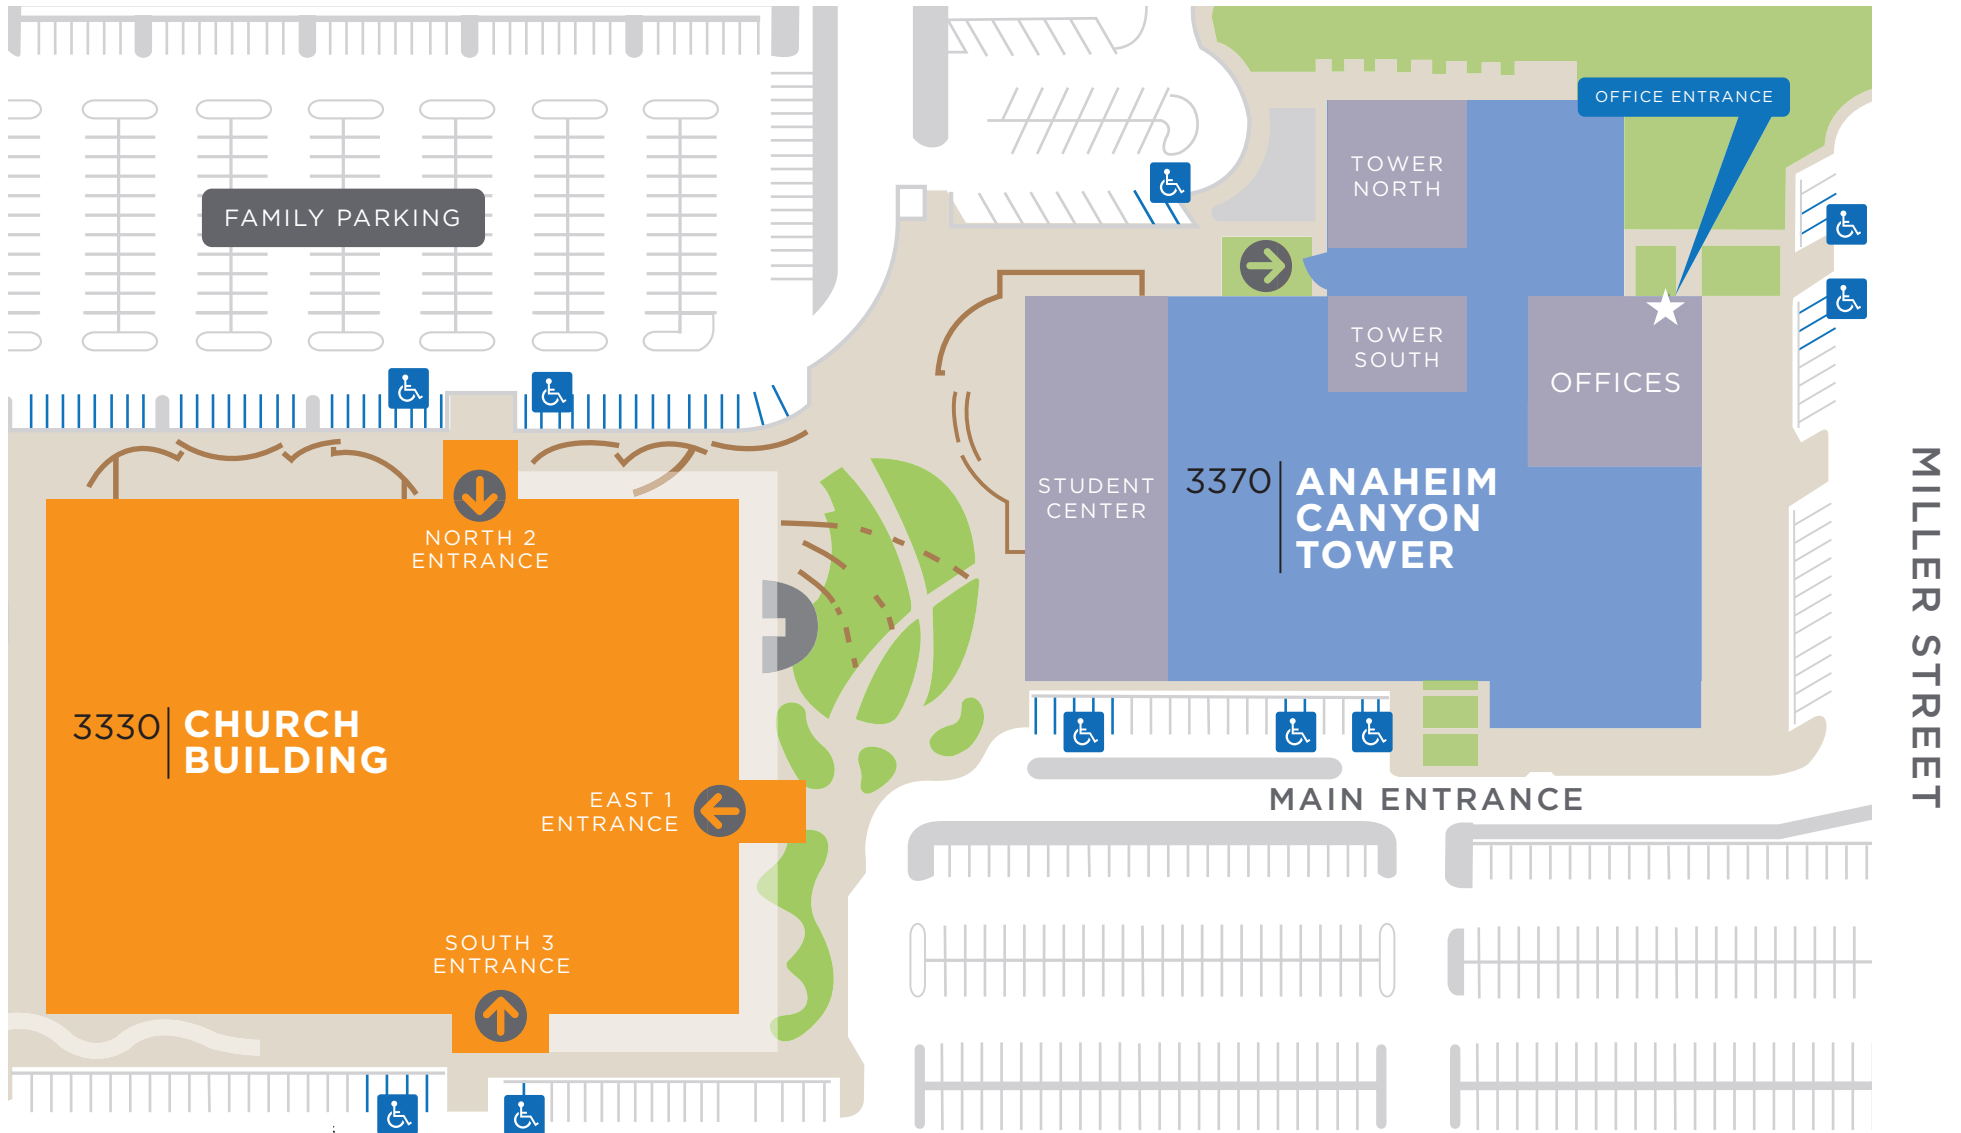 OFFICE ENTRANCE
TOWER
NORTH
FAMILY PARKING
TOWER
SOUTH
OFFICES
STUDENT
CENTER
3370
ANAHEIM
CANYON
TOWER
NORTH 2
ENTRANCE
3330
CHURCH
BUILDING
EAST 1
ENTRANCE
MAIN ENTRANCE
MILLER STREET
SOUTH 3
ENTRANCE